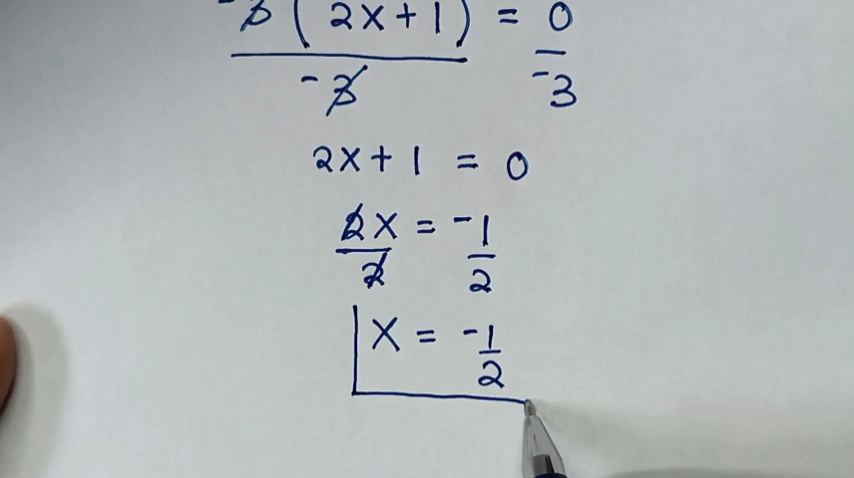 -3 ( 2x + 1 ) / -3 = 0 / -3
2x + 1 = 0
2x / 2 = -1 / 2
x = -1 / 2